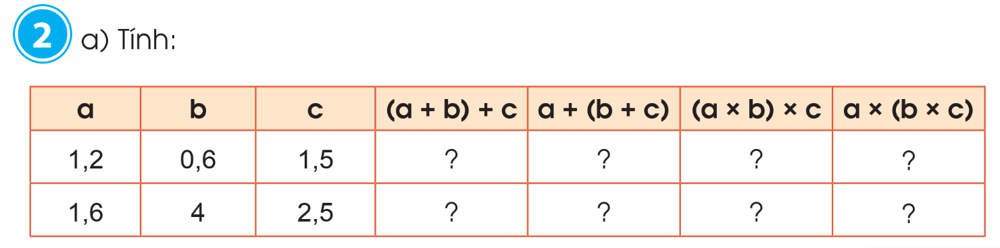 2 a) Tính:
a b c (a + b) + c a + (b + c) (a × b) × c a × (b × c)
1,2 0,6 1,5 ? ? ? ?
1,6 4 2,5 ? ? ? ?